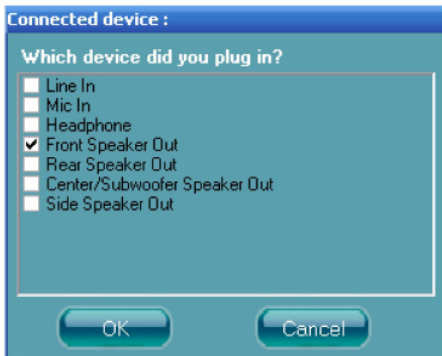 Connected device :
Which device did you plug in?
Line In
Mic In
Headphone
Front Speaker Out
Rear Speaker Out
Center/Subwoofer Speaker Out
Side Speaker Out
OK Cancel